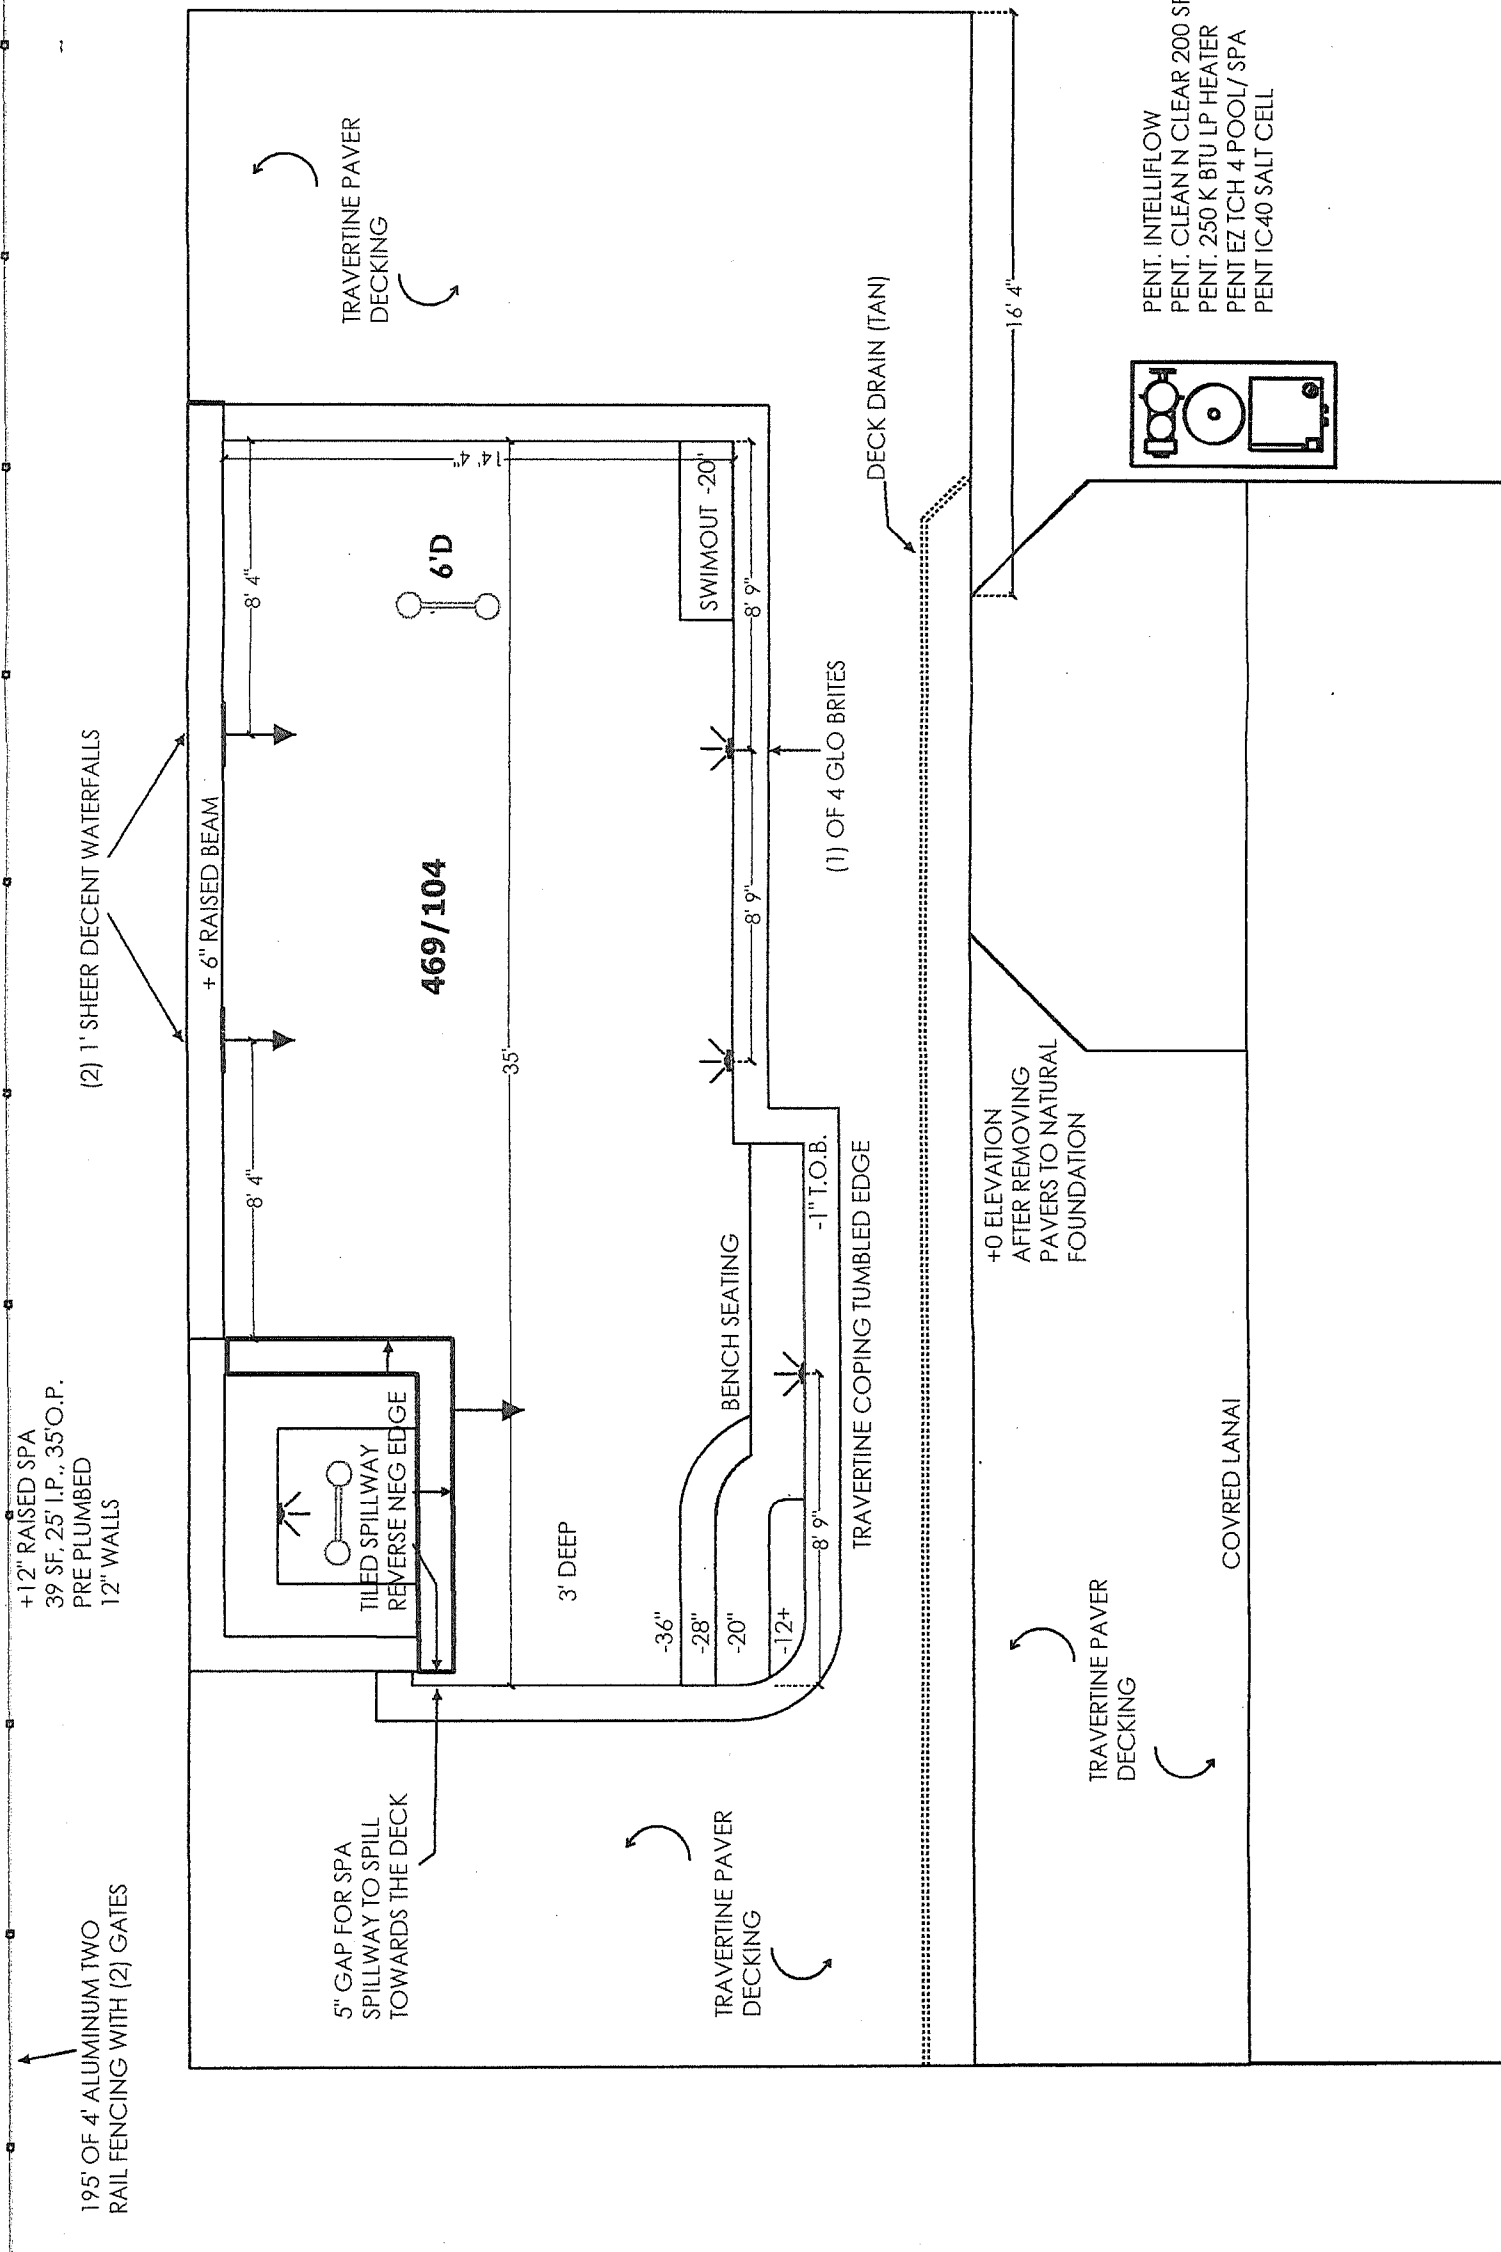 195' OF 4' ALUMINUM TWO
RAIL FENCING WITH (2) GATES
+12" RAISED SPA
39 SF, 25' I.P., 35'O.P.
PRE PLUMBED
12" WALLS
(2) 1' SHEER DECENT WATERFALLS
+ 6" RAISED BEAM
8' 4"
8' 4"
14' 4"
TRAVERTINE PAVER
DECKING
5" GAP FOR SPA
SPILLWAY TO SPILL
TOWARDS THE DECK
TILED SPILLWAY
REVERSE NEG EDGE
469/104
6'D
35'
3' DEEP
SWIMOUT -20"
-36"
-28"
-20"
-12+
BENCH SEATING
8' 9"
8' 9"
8' 9"
-1" T.O.B.
(1) OF 4 GLO BRITES
TRAVERTINE COPING TUMBLED EDGE
DECK DRAIN (TAN)
TRAVERTINE PAVER
DECKING
16' 4"
+0 ELEVATION
AFTER REMOVING
PAVERS TO NATURAL
FOUNDATION
TRAVERTINE PAVER
DECKING
COVRED LANAI
PENT. INTELLIFLOW
PENT. CLEAN N CLEAR 200 SF
PENT. 250 K BTU LP HEATER
PENT EZ TCH 4 POOL/ SPA
PENT IC40 SALT CELL